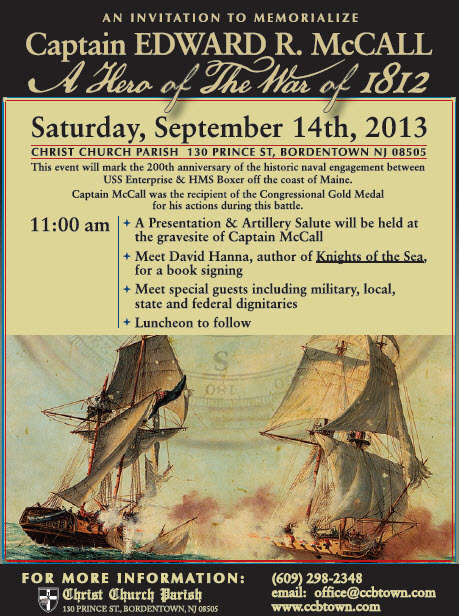 AN INVITATION TO MEMORIALIZE
Captain EDWARD R. McCALL
A Hero of The War of 1812
Saturday, September 14th, 2013
CHRIST CHURCH PARISH 130 PRINCE ST, BORDENTOWN NJ 08505
This event will mark the 200th anniversary of the historic naval engagement between
USS Enterprise & HMS Boxer off the coast of Maine.
Captain McCall was the recipient of the Congressional Gold Medal
for his actions during this battle.
11:00 am
+ A Presentation & Artillery Salute will be held at
the gravesite of Captain McCall
+ Meet David Hanna, author of Knights of the Sea,
for a book signing
+ Meet special guests including military, local,
state and federal dignitaries
+ Luncheon to follow
S
180
FOR MORE INFORMATION:
Christ Church Parish
130 PRINCE ST., BORDENTOWN, NJ 08505
(609) 298-2348
email: office@ccbtown.com
www.ccbtown.com